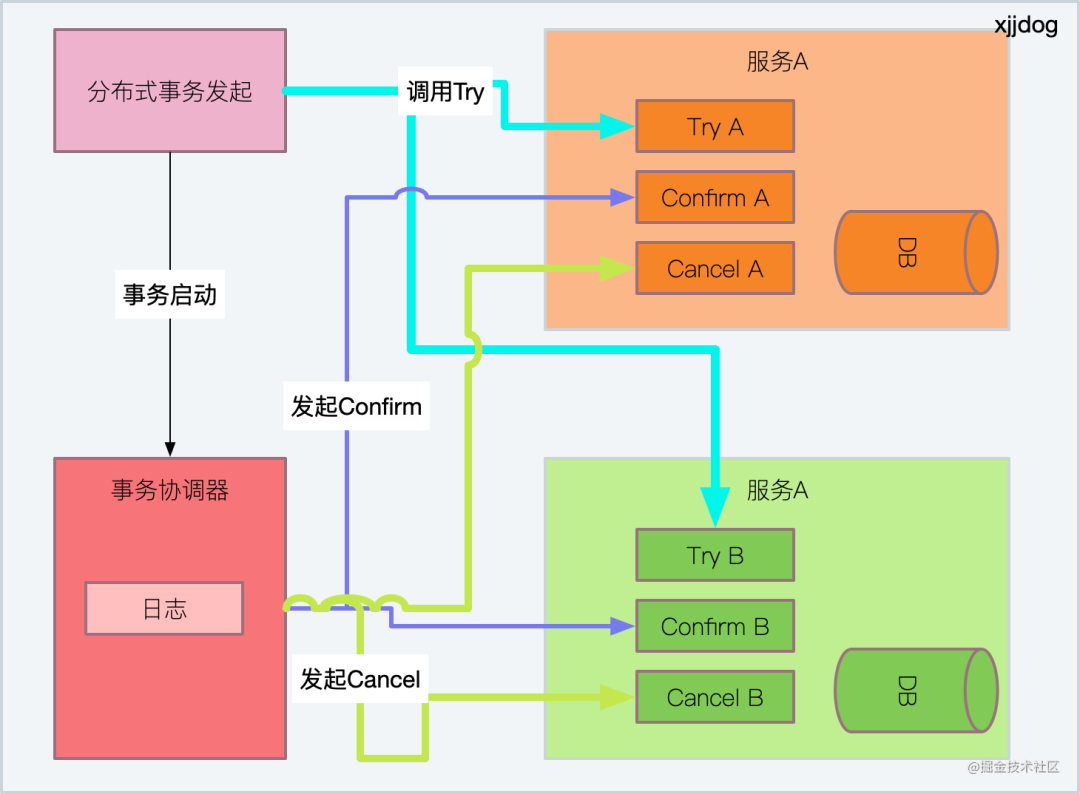 xjjdog
分布式事务发起
调用Try
服务A
Try A
Confirm A
Cancel A
DB
事务启动
发起Confirm
事务协调器
日志
发起Cancel
服务A
Try B
Confirm B
Cancel B
DB
@掘金技术社区